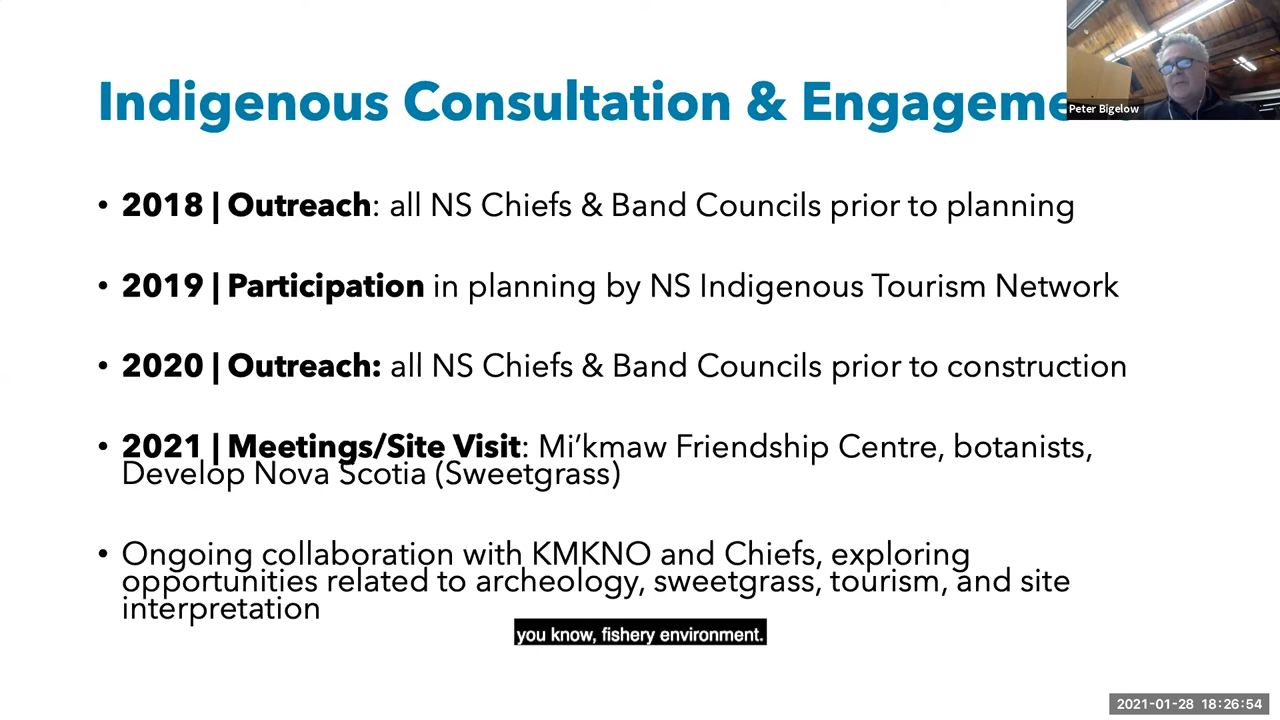 Indigenous Consultation & Engageme
Peter Bigelow
• 2018 | Outreach: all NS Chiefs & Band Councils prior to planning
• 2019 | Participation in planning by NS Indigenous Tourism Network
• 2020 | Outreach: all NS Chiefs & Band Councils prior to construction
• 2021 | Meetings/Site Visit: Mi’kmaw Friendship Centre, botanists,
Develop Nova Scotia (Sweetgrass)
• Ongoing collaboration with KMKNO and Chiefs, exploring
opportunities related to archeology, sweetgrass, tourism, and site
interpretation
you know, fishery environment.
2021-01-28 18:26:54